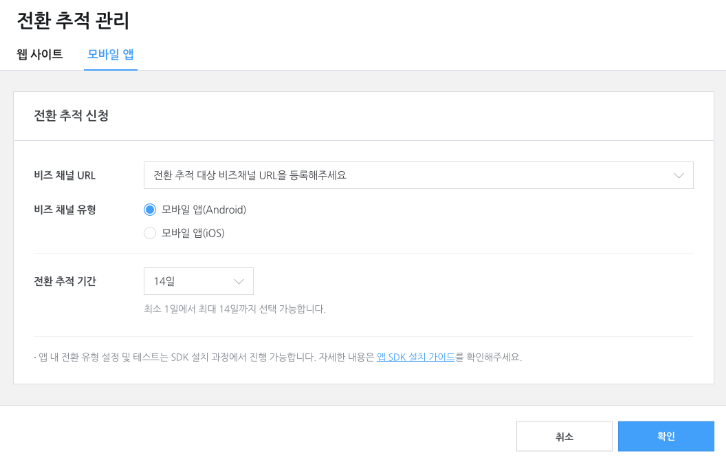 전환 추적 관리
웹 사이트 모바일 앱
전환 추적 신청
비즈 채널 URL 전환 추적 대상 비즈채널 URL을 등록해주세요
비즈 채널 유형 모바일 앱(Android)
모바일 앱(iOS)
전환 추적 기간 14일
최소 1일에서 최대 14일까지 선택 가능합니다.
· 앱 내 전환 유형 설정 및 테스트는 SDK 설치 과정에서 진행 가능합니다. 자세한 내용은 앱 SDK 설치 가이드를 확인해주세요.
취소 확인